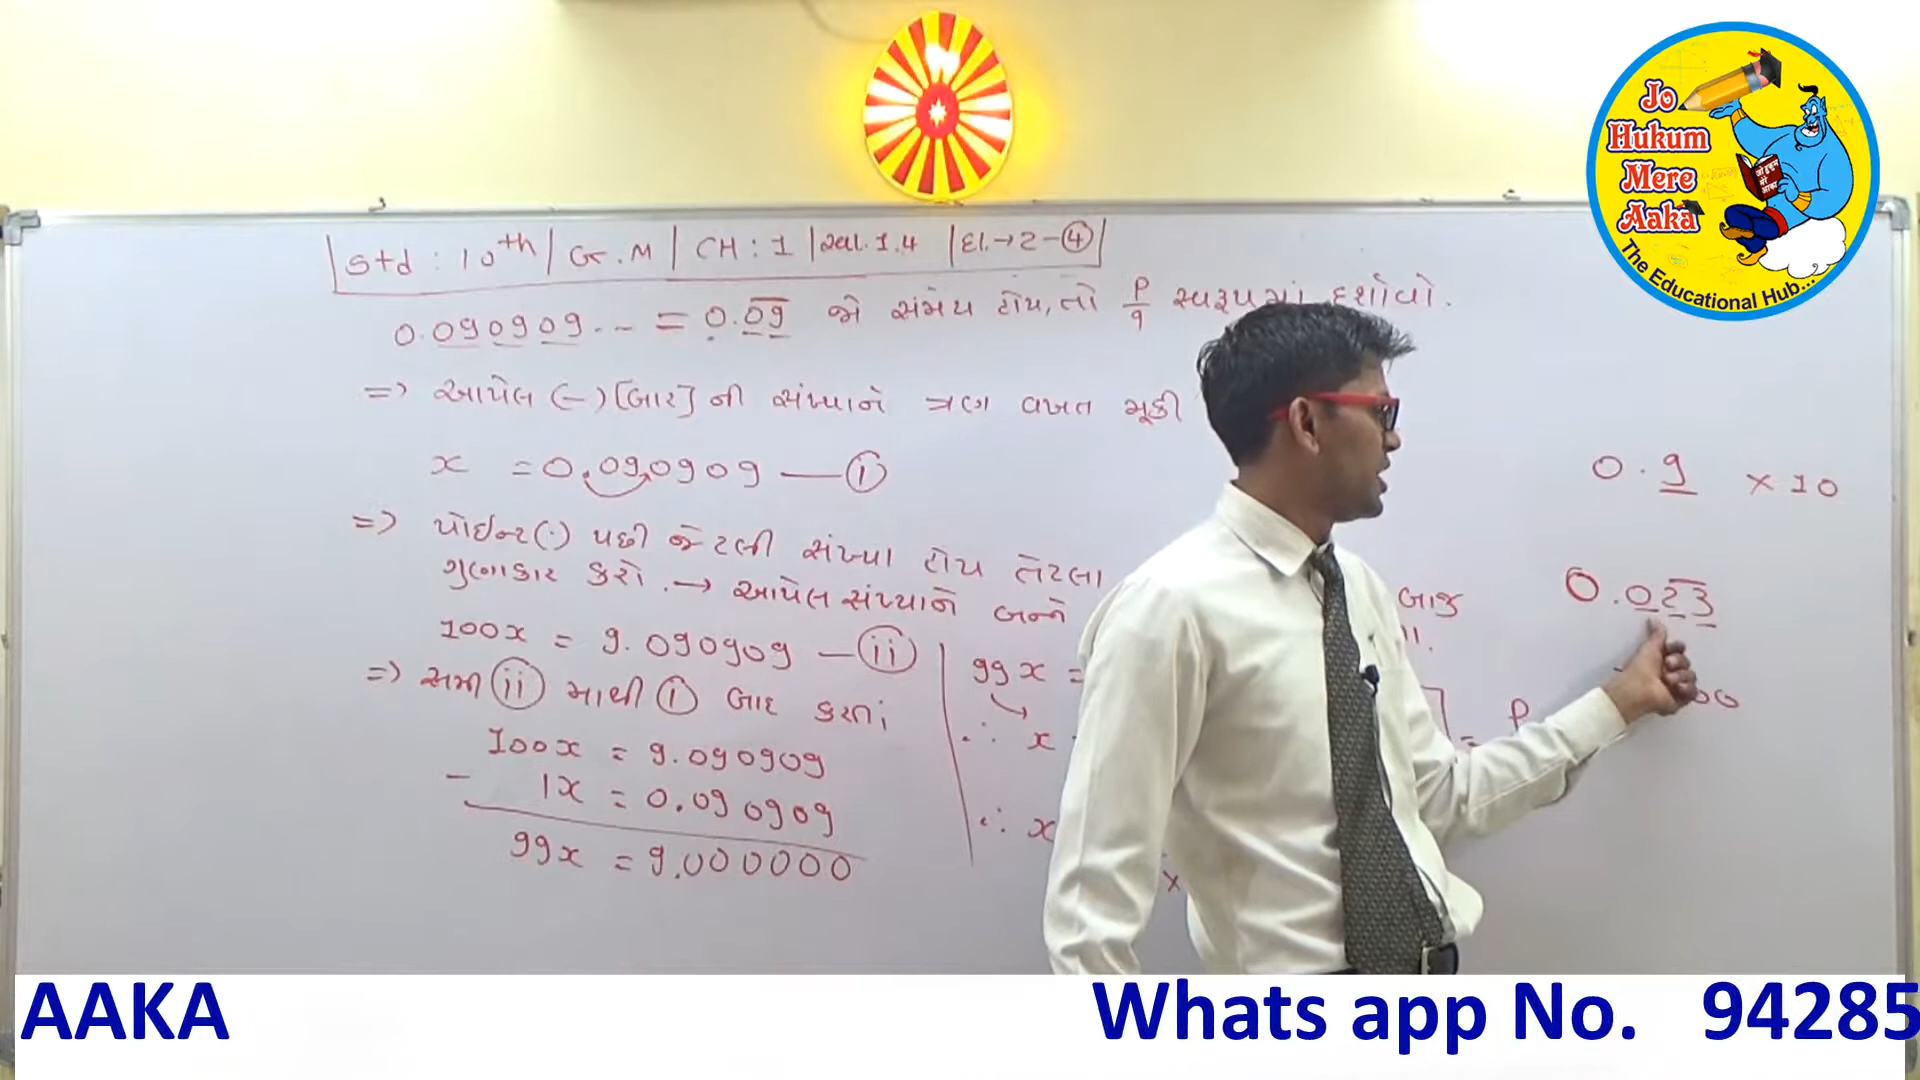 Std : 10th | G.M | CH : 1 | સ્વા. 1.4 | દા. → 2 - ④
0.090909... = 0.09 જો સંમેય હોય, તો P/q સ્વરૂપમાં દર્શાવો.
=> આપેલ (-) [બાર] ની સંખ્યાને ત્રણ વખત મૂકી
x = 0.090909 — (i)
=> પોઈન્ટ(.) પછી જેટલી સંખ્યા હોય તેટલા
ગુણાકાર કરો. → આપેલ સંખ્યાને બન્ને બાજુ
100x = 9.090909 — (ii)
=> સમી (ii) માથી (i) બાદ કરતાં
100x = 9.090909
- 1x = 0.090909
99x = 9.000000
99x =
∴ x
= P
∴ x
x
0.9 x 10
0.023
Jo
Hukum
Mere
Aaka
The Educational Hub...
AAKA
Whats app No. 94285